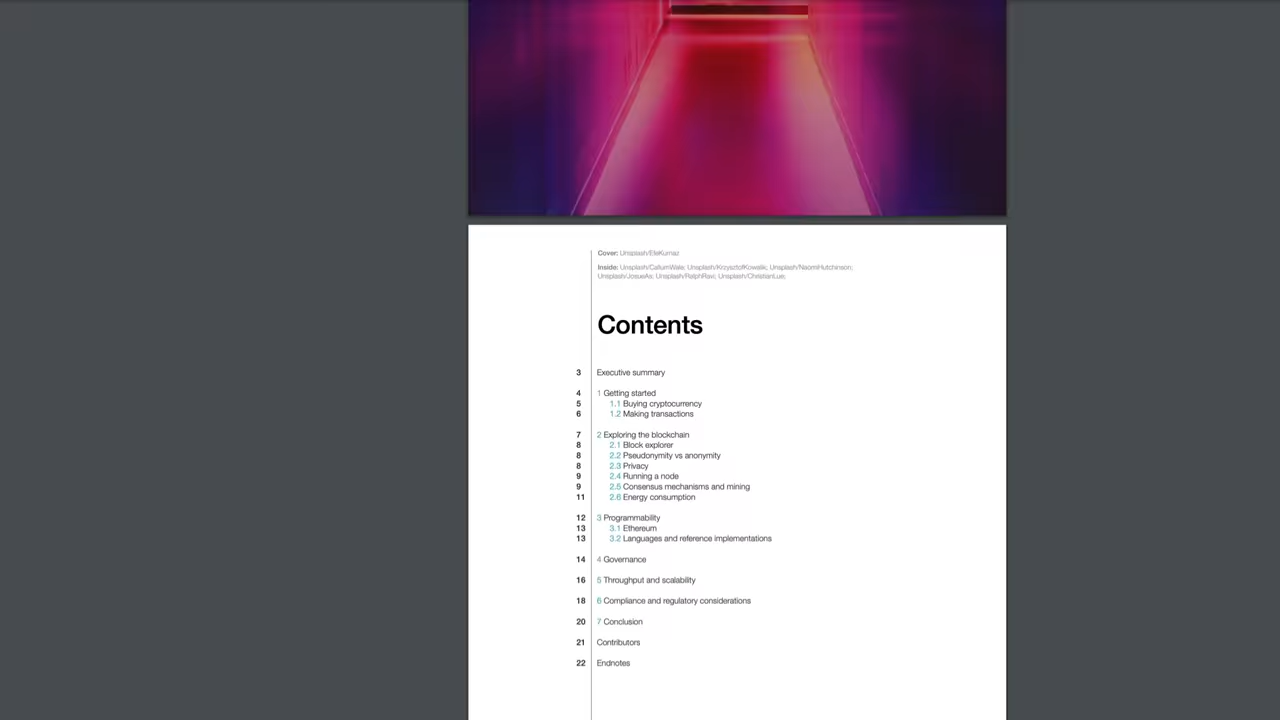 Cover: Unsplash/EfeKurnaz
Inside: Unsplash/CallumWale; Unsplash/KrzysztofKowalik; Unsplash/NaomiHutchinson;
Unsplash/JosueAs; Unsplash/RalphRavi; Unsplash/ChristianLue;
Contents
3 Executive summary
4 1 Getting started
5 1.1 Buying cryptocurrency
6 1.2 Making transactions
7 2 Exploring the blockchain
8 2.1 Block explorer
8 2.2 Pseudonymity vs anonymity
8 2.3 Privacy
9 2.4 Running a node
9 2.5 Consensus mechanisms and mining
11 2.6 Energy consumption
12 3 Programmability
13 3.1 Ethereum
13 3.2 Languages and reference implementations
14 4 Governance
16 5 Throughput and scalability
18 6 Compliance and regulatory considerations
20 7 Conclusion
21 Contributors
22 Endnotes